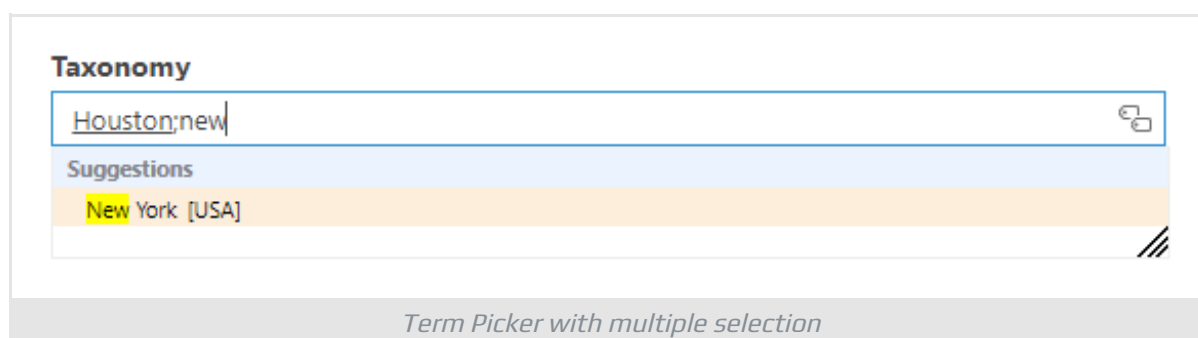 Taxonomy
Houston;new
Suggestions
New York [USA]
Term Picker with multiple selection